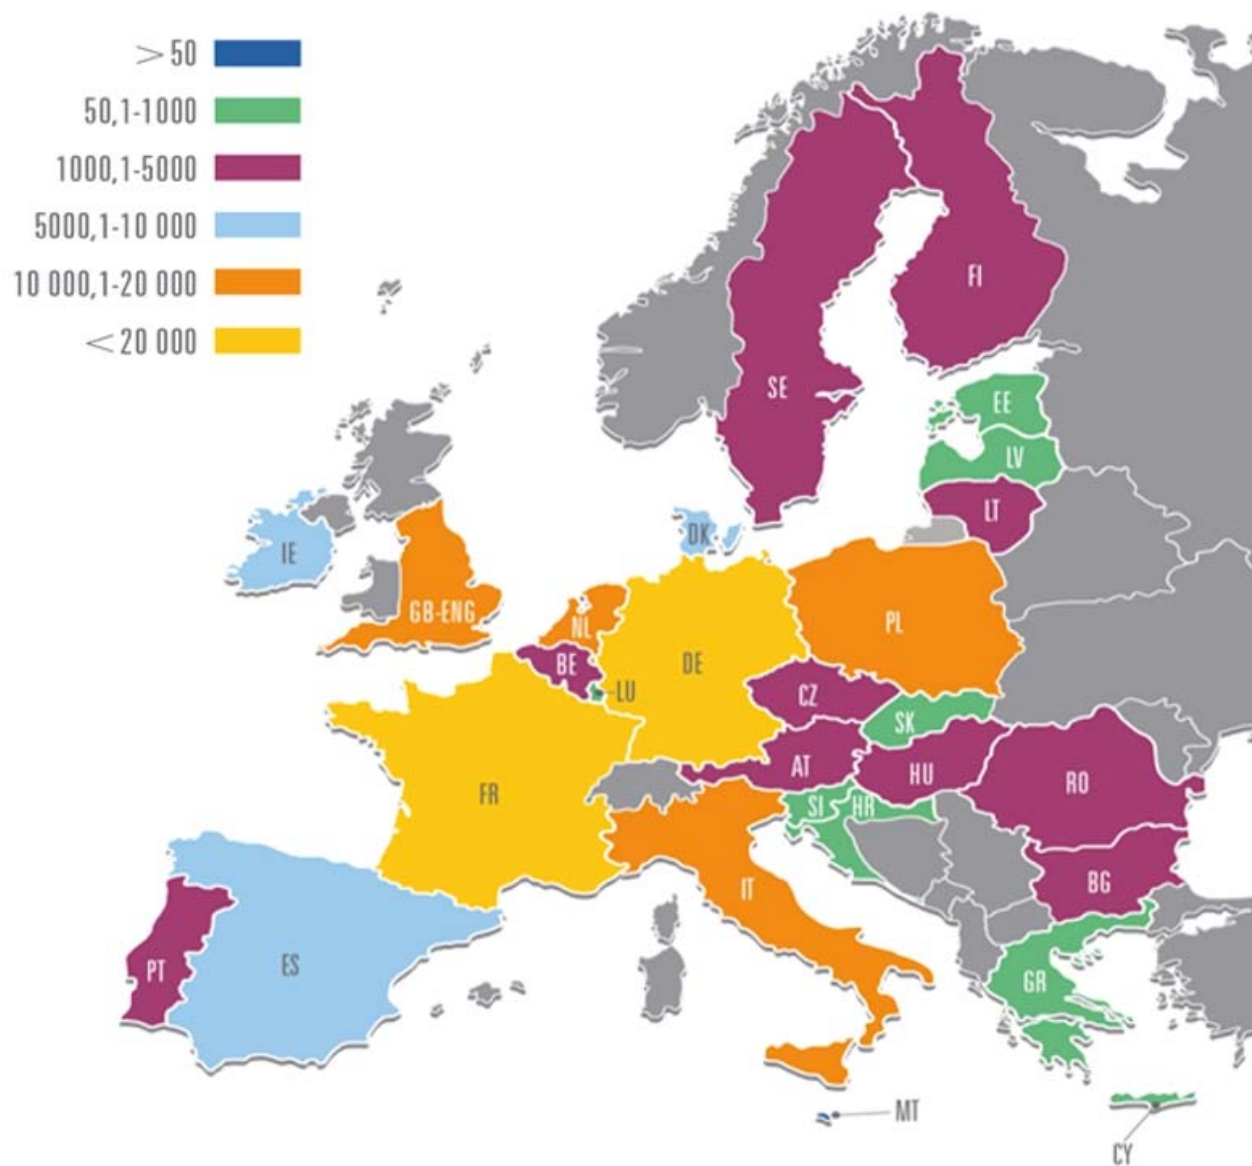 > 50
50,1-1000
1000,1-5000
5000,1-10 000
10 000,1-20 000
< 20 000
FI
SE
EE
LV
LT
DK
IE
GB-ENG
NL
PL
BE
DE
LU
CZ
SK
AT
HU
RO
FR
SI
HR
BG
IT
PT
ES
GR
MT
CY